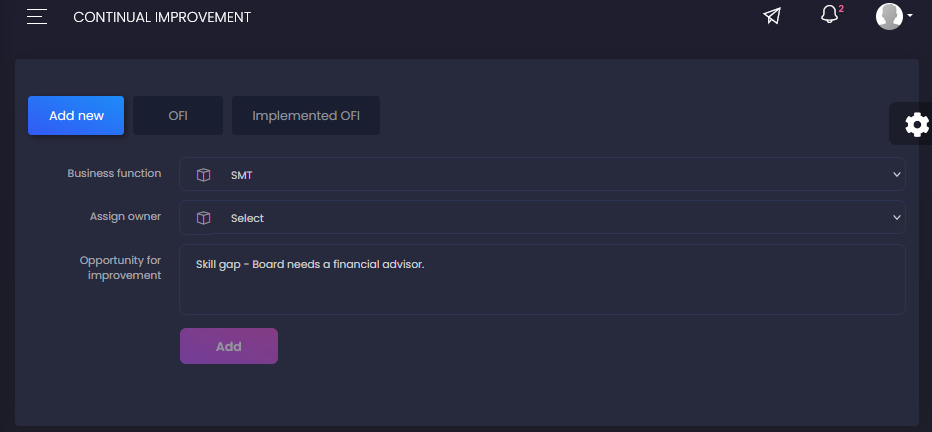 CONTINUAL IMPROVEMENT
2
Add new
OFI
Implemented OFI
Business function
SMT
Assign owner
Select
Opportunity for
improvement
Skill gap - Board needs a financial advisor.
Add